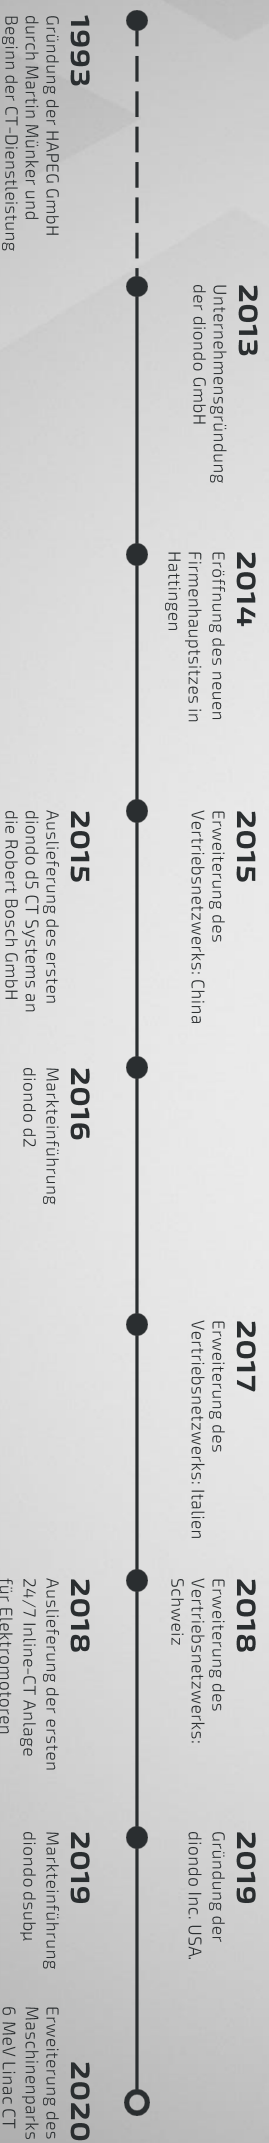 1993
Gründung der HAPEG GmbH
durch Martin Münker und
Beginn der CT-Dienstleistung
2013
Unternehmensgründung
der diondo GmbH
2014
Eröffnung des neuen
Firmenhauptsitzes in
Hattingen
2015
Erweiterung des
Vertriebsnetzwerks: China
2015
Auslieferung des ersten
diondo d5 CT Systems an
die Robert Bosch GmbH
2016
Markteinführung
diondo d2
2017
Erweiterung des
Vertriebsnetzwerks: Italien
2018
Erweiterung des
Vertriebsnetzwerks:
Schweiz
2018
Auslieferung der ersten
24/7 Inline-CT Anlage
für Elektromotoren
2019
Gründung der
diondo Inc. USA.
2019
Markteinführung
diondo dsubµ
2020
Erweiterung des
Maschinenparks
6 MeV Linac CT